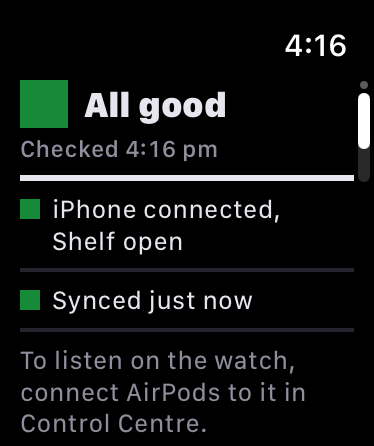 4:16
All good
Checked 4:16 pm
iPhone connected,
Shelf open
Synced just now
To listen on the watch,
connect AirPods to it in
Control Centre.